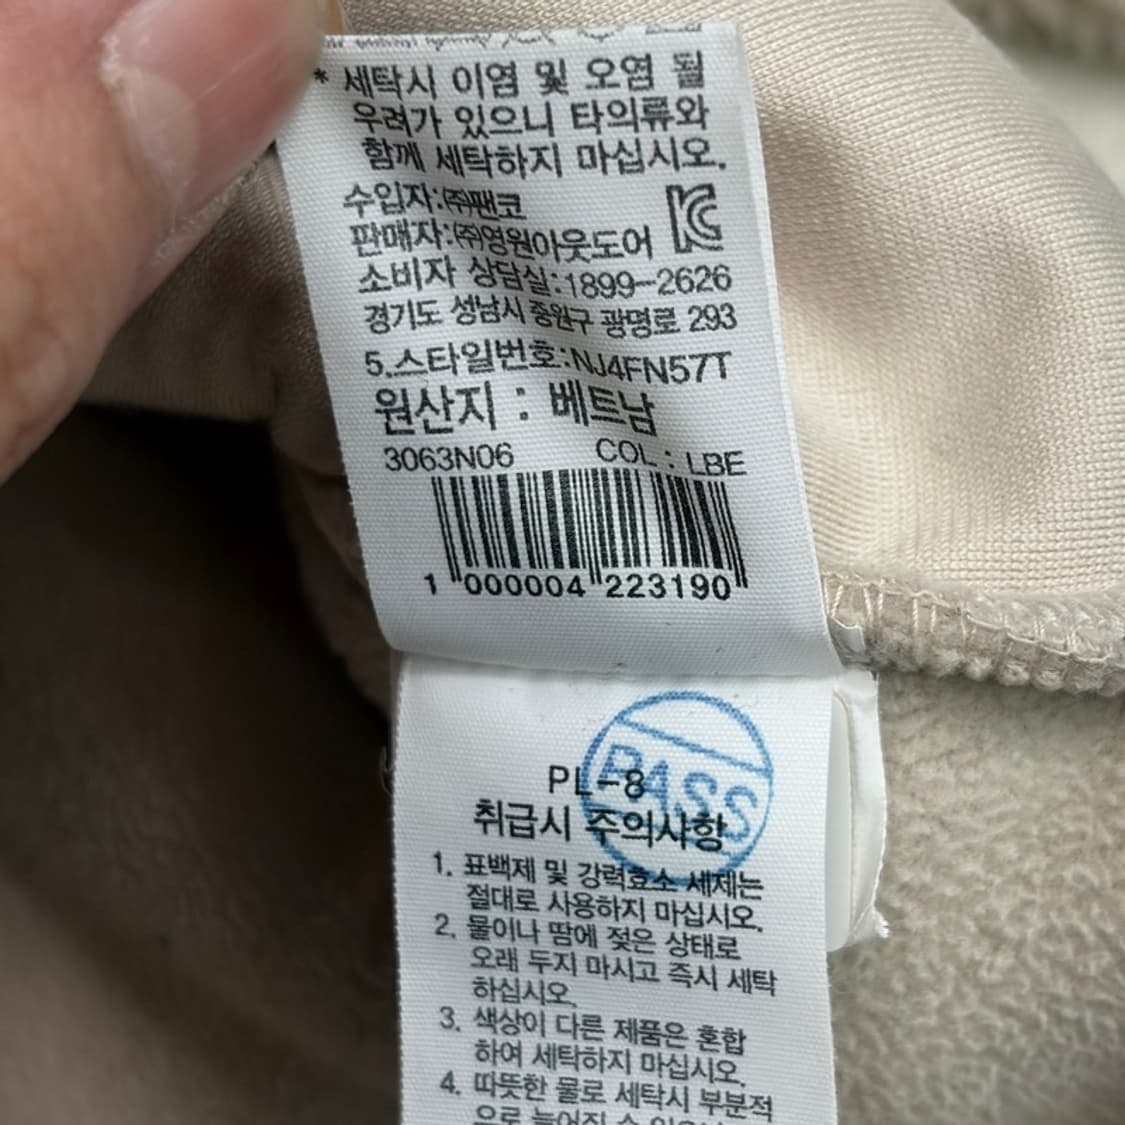 * 세탁시 이염 및 오염 될
우려가 있으니 타의류와
함께 세탁하지 마십시오.
수입자:㈜팬코
판매자:㈜영원아웃도어
소비자 상담실:1899-2626
경기도 성남시 중원구 광명로 293
5.스타일번호:NJ4FN57T
원산지 : 베트남
3063N06 COL : LBE
1 000004 223190
PASS
PL-8
취급시 주의사항
1. 표백제 및 강력효소 세제는
절대로 사용하지 마십시오.
2. 물이나 땀에 젖은 상태로
오래 두지 마시고 즉시 세탁
하십시오.
3. 색상이 다른 제품은 혼합
하여 세탁하지 마십시오.
4. 따뜻한 물로 세탁시 부분적
으로 늘어질 수